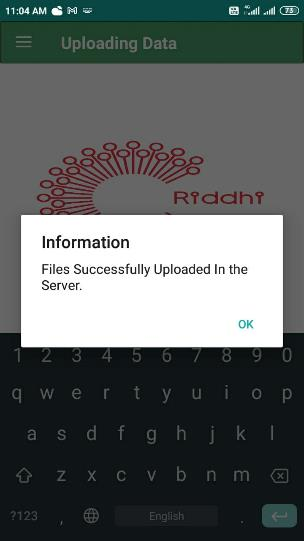 11:04 AM
73
Uploading Data
Riddhi
Information
Files Successfully Uploaded In the
Server.
OK
1 2 3 4 5 6 7 8 9 0
q w e r t y u i o p
a s d f g h j k l
z x c v b n m
?123 , English .